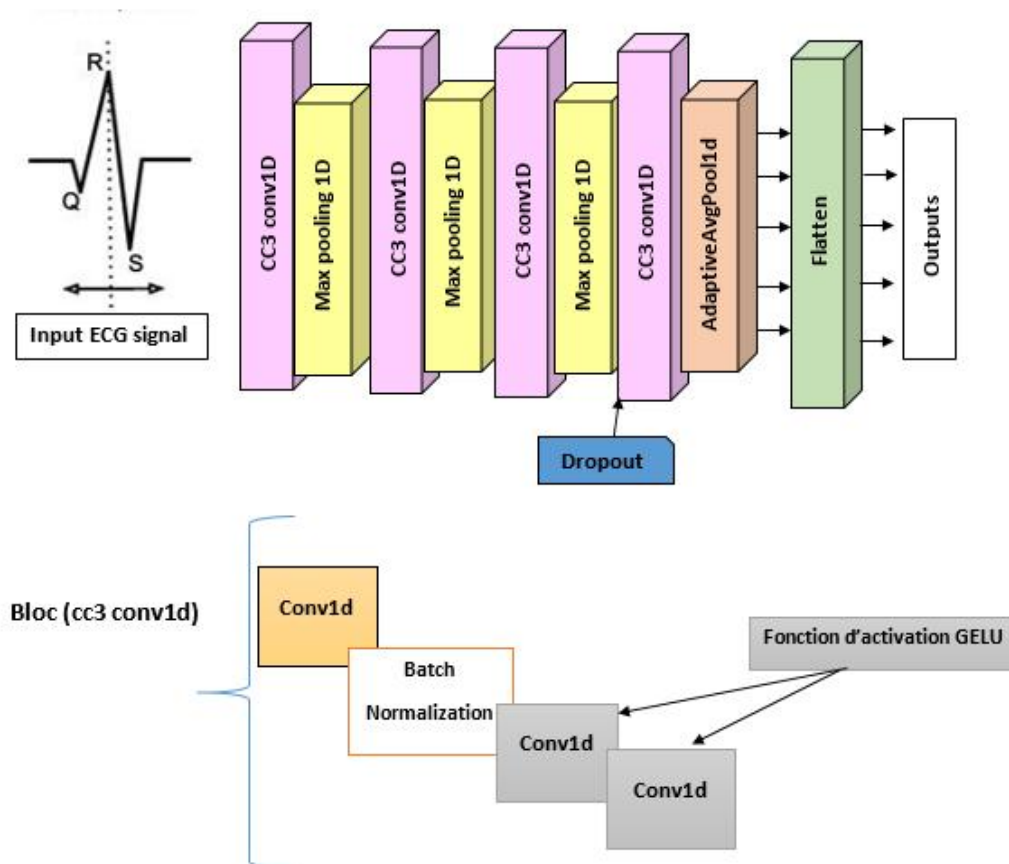 R
Q
S
Input ECG signal
CC3 conv1D
Max pooling 1D
CC3 conv1D
Max pooling 1D
CC3 conv1D
Max pooling 1D
CC3 conv1D
AdaptiveAvgPool1d
Flatten
Outputs
Dropout
Bloc (cc3 conv1d)
Conv1d
Batch
Normalization
Conv1d
Conv1d
Fonction d'activation GELU